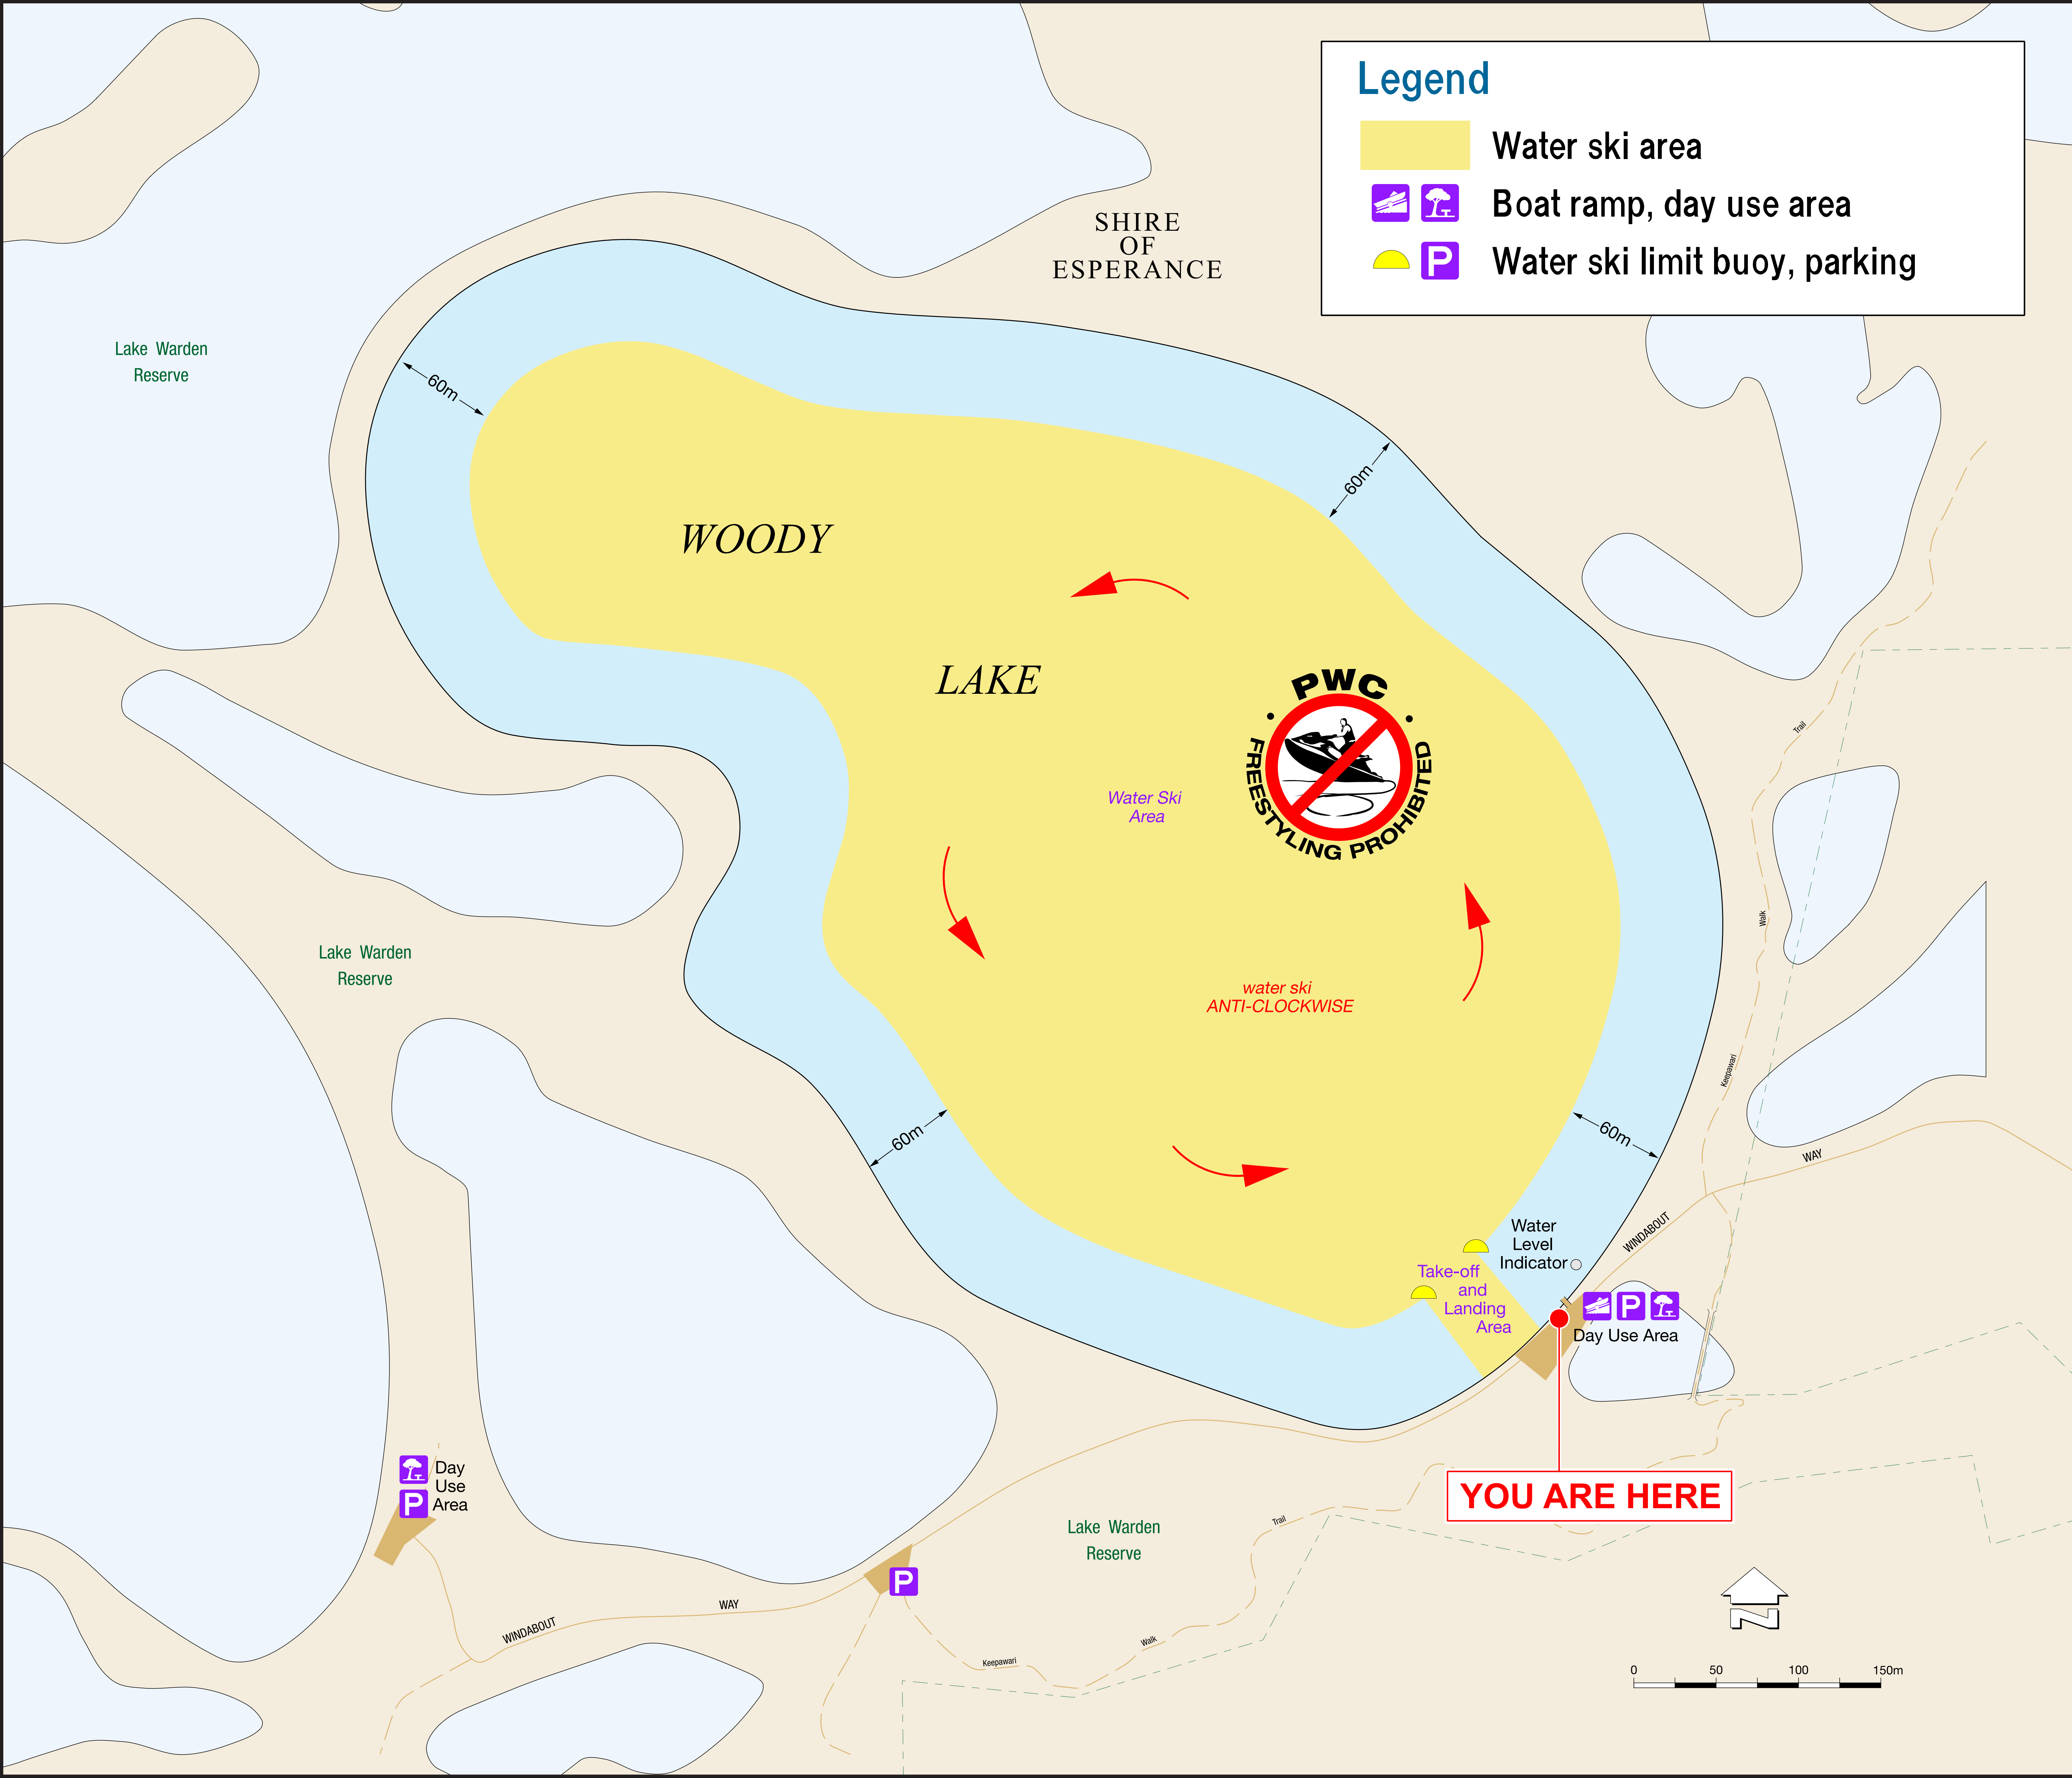 Legend
Water ski area
Boat ramp, day use area
P
Water ski limit buoy, parking
SHIRE
OF
ESPERANCE
Lake Warden
Reserve
60m
60m
WOODY
LAKE
PWC
FREESTYLING PROHIBITED
Trail
Water Ski
Area
Walk
Lake Warden
Reserve
water ski
ANTI-CLOCKWISE
Keepawari
60m
60m
WAY
WINDABOUT
Water
Level
Indicator
Take-off
and
Landing
Area
P
Day Use Area
Day
Use
Area
P
YOU ARE HERE
Lake Warden
Reserve
Trail
P
WAY
WINDABOUT
Walk
Keepawari
N
0 50 100 150m